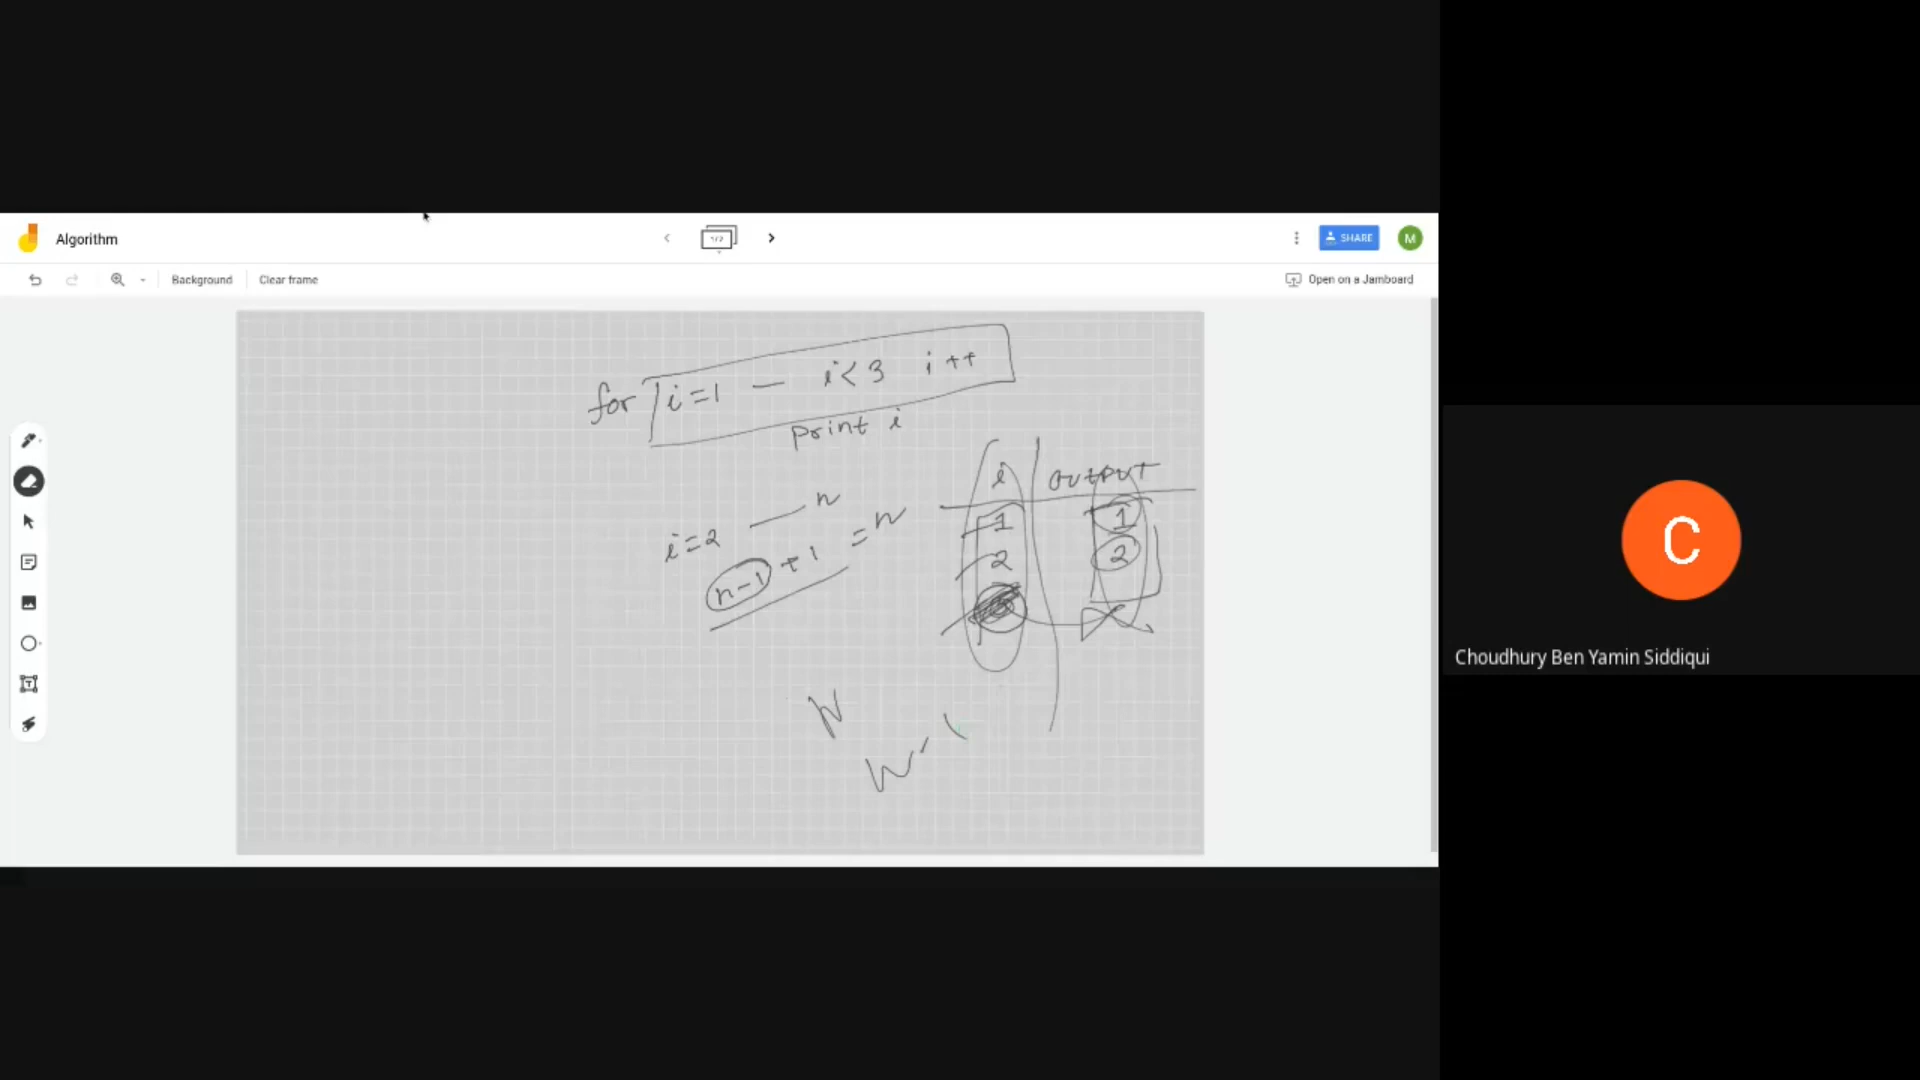 Algorithm
SHARE
M
Background
Clear frame
Open on a Jamboard
for i=1 — i<3 i++
print i
i output
1 1
2 2
i=2 — n
n-1 + 1 = n
C
Choudhury Ben Yamin Siddiqui